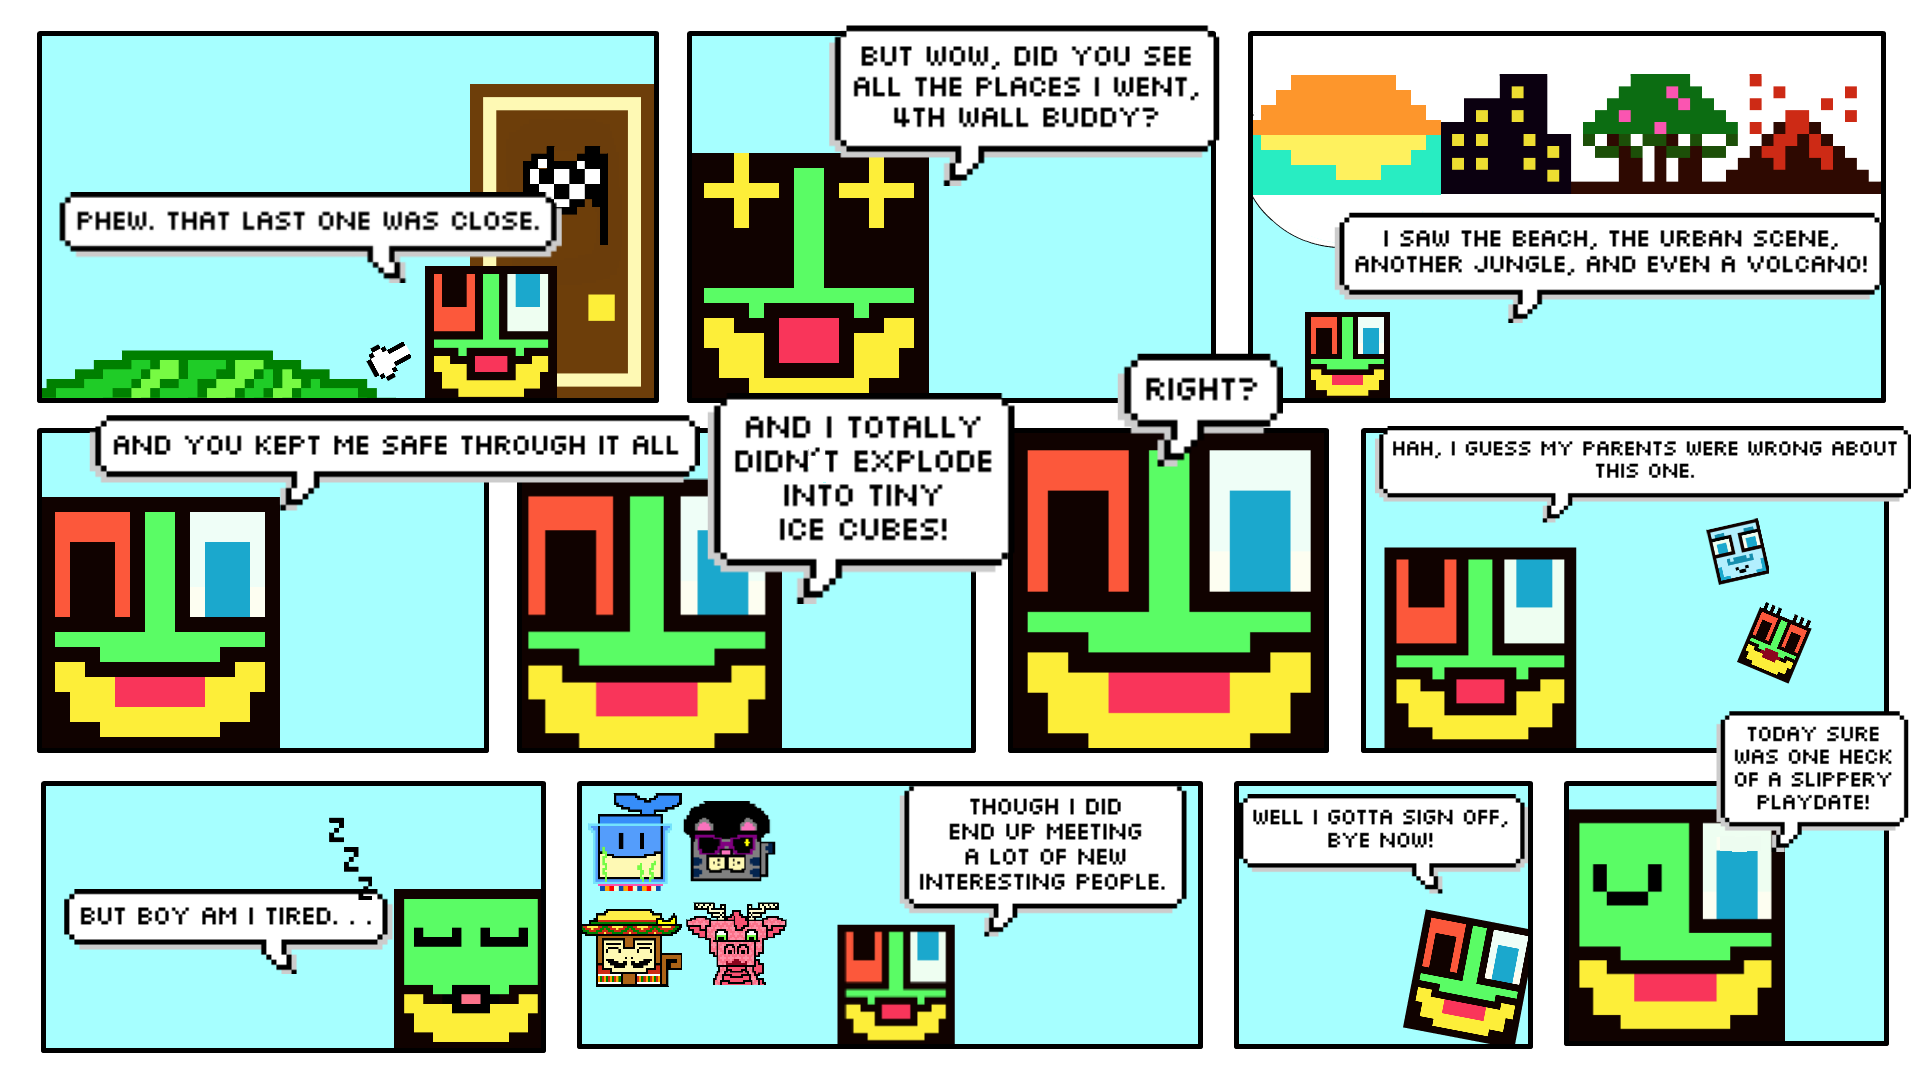 PHEW. THAT LAST ONE WAS CLOSE.
BUT WOW, DID YOU SEE
ALL THE PLACES I WENT,
4TH WALL BUDDY?
I SAW THE BEACH, THE URBAN SCENE,
ANOTHER JUNGLE, AND EVEN A VOLCANO!
AND YOU KEPT ME SAFE THROUGH IT ALL
AND I TOTALLY
DIDN'T EXPLODE
INTO TINY
ICE CUBES!
RIGHT?
HAH, I GUESS MY PARENTS WERE WRONG ABOUT
THIS ONE.
Z
Z
Z
BUT BOY AM I TIRED...
THOUGH I DID
END UP MEETING
A LOT OF NEW
INTERESTING PEOPLE.
WELL I GOTTA SIGN OFF,
BYE NOW!
TODAY SURE
WAS ONE HECK
OF A SLIPPERY
PLAYDATE!